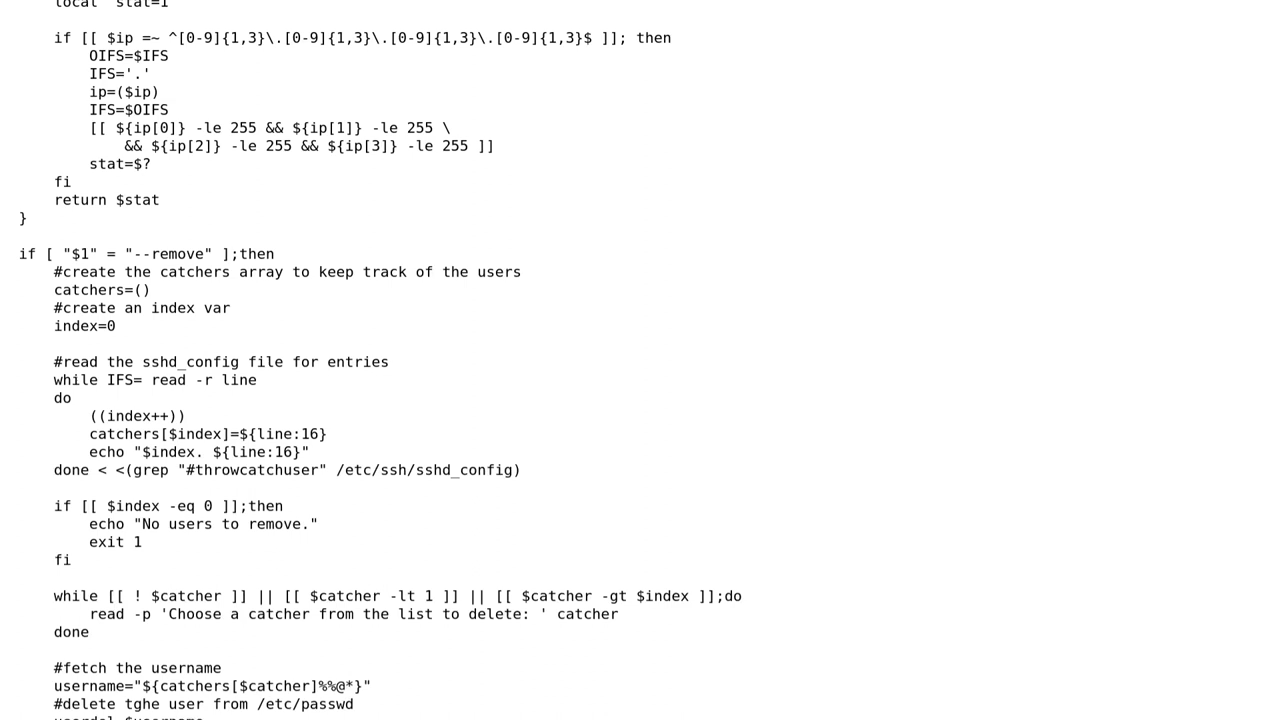 local  stat=1
if [[ $ip =~ ^[0-9]{1,3}\.[0-9]{1,3}\.[0-9]{1,3}\.[0-9]{1,3}$ ]]; then
OIFS=$IFS
IFS='.'
ip=($ip)
IFS=$OIFS
[[ ${ip[0]} -le 255 && ${ip[1]} -le 255 \
&& ${ip[2]} -le 255 && ${ip[3]} -le 255 ]]
stat=$?
fi
return $stat
}
if [ "$1" = "--remove" ];then
#create the catchers array to keep track of the users
catchers=()
#create an index var
index=0
#read the sshd_config file for entries
while IFS= read -r line
do
((index++))
catchers[$index]=${line:16}
echo "$index. ${line:16}"
done < <(grep "#throwcatchuser" /etc/ssh/sshd_config)
if [[ $index -eq 0 ]];then
echo "No users to remove."
exit 1
fi
while [[ ! $catcher ]] || [[ $catcher -lt 1 ]] || [[ $catcher -gt $index ]];do
read -p 'Choose a catcher from the list to delete: ' catcher
done
#fetch the username
username="${catchers[$catcher]%%@*}"
#delete tghe user from /etc/passwd
userdel $username